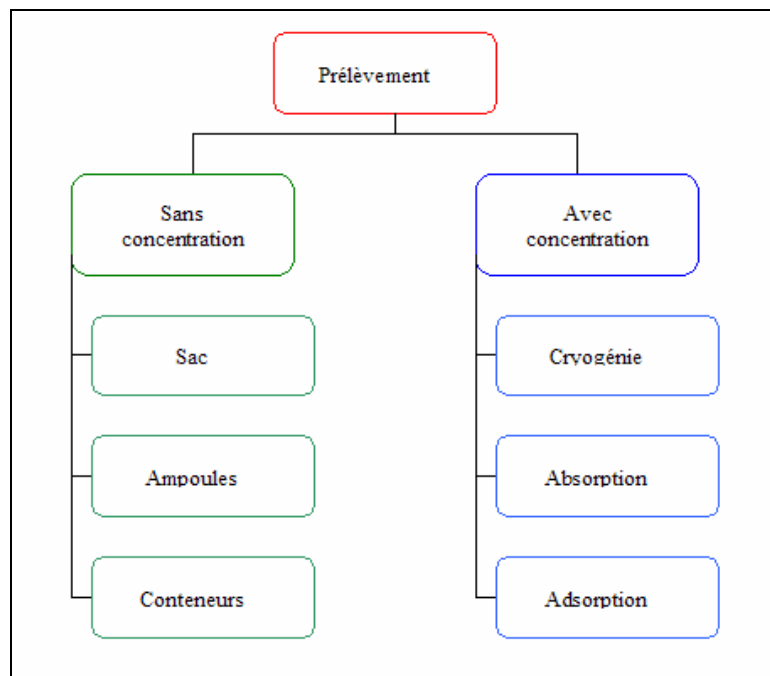 Prélèvement
Sans
concentration
Avec
concentration
Sac
Cryogénie
Ampoules
Absorption
Conteneurs
Adsorption